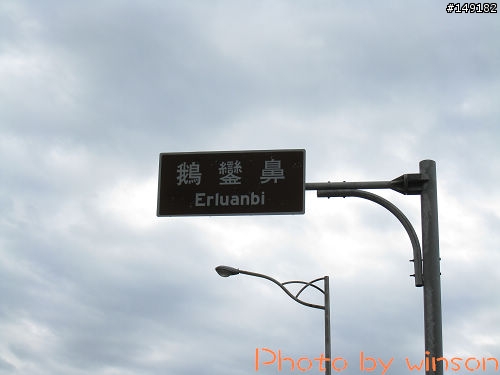 #149182
鵝鑾鼻
Erluanbi
Photo by winson